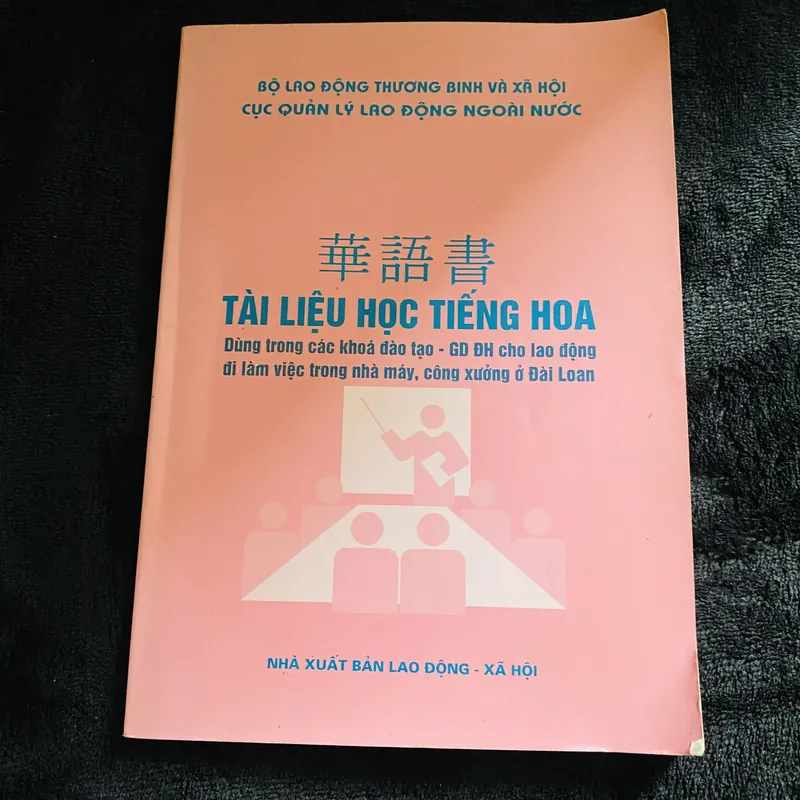 BỘ LAO ĐỘNG THƯƠNG BINH VÀ XÃ HỘI
CỤC QUẢN LÝ LAO ĐỘNG NGOÀI NƯỚC
華語書
TÀI LIỆU HỌC TIẾNG HOA
Dùng trong các khoá đào tạo - GD ĐH cho lao động
đi làm việc trong nhà máy, công xưởng ở Đài Loan
NHÀ XUẤT BẢN LAO ĐỘNG - XÃ HỘI